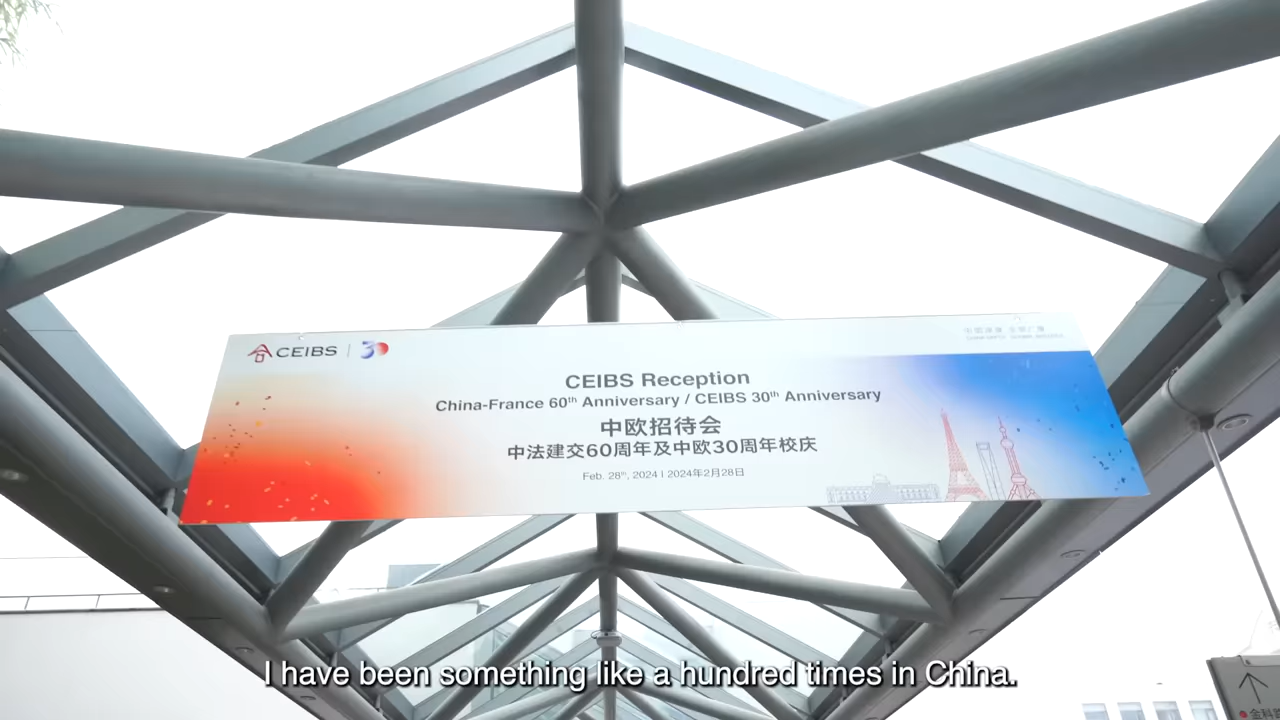 CEIBS | 30
CEIBS Reception
China-France 60th Anniversary / CEIBS 30th Anniversary
中欧招待会
中法建交60周年及中欧30周年校庆
Feb. 28th, 2024 | 2024年2月28日
I have been something like a hundred times in China.